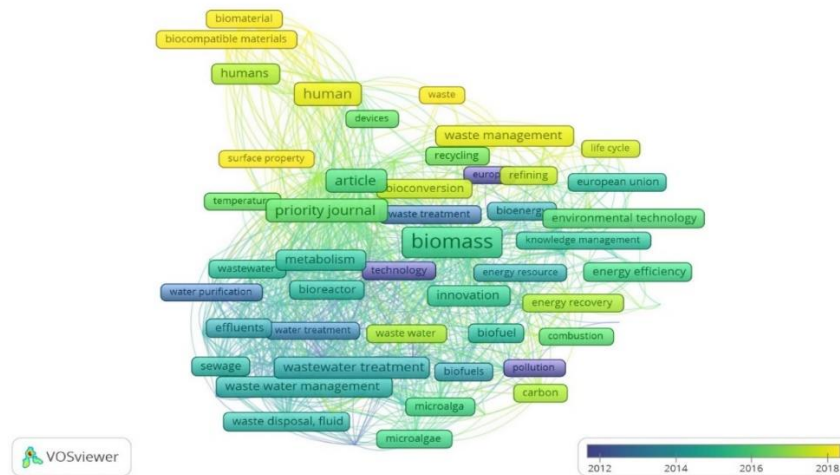 biomaterial
biocompatible materials
humans
human
waste
devices
waste management
recycling
life cycle
surface property
article
europ
refining
european union
bioconversion
temperature
priority journal
waste treatment
bioenergy
environmental technology
biomass
knowledge management
metabolism
wastewater
technology
energy resource
energy efficiency
water purification
bioreactor
innovation
energy recovery
effluents
water treatment
waste water
biofuel
combustion
sewage
wastewater treatment
biofuels
pollution
waste water management
carbon
microalga
waste disposal, fluid
microalgae
VOSviewer
2012 2014 2016 2018